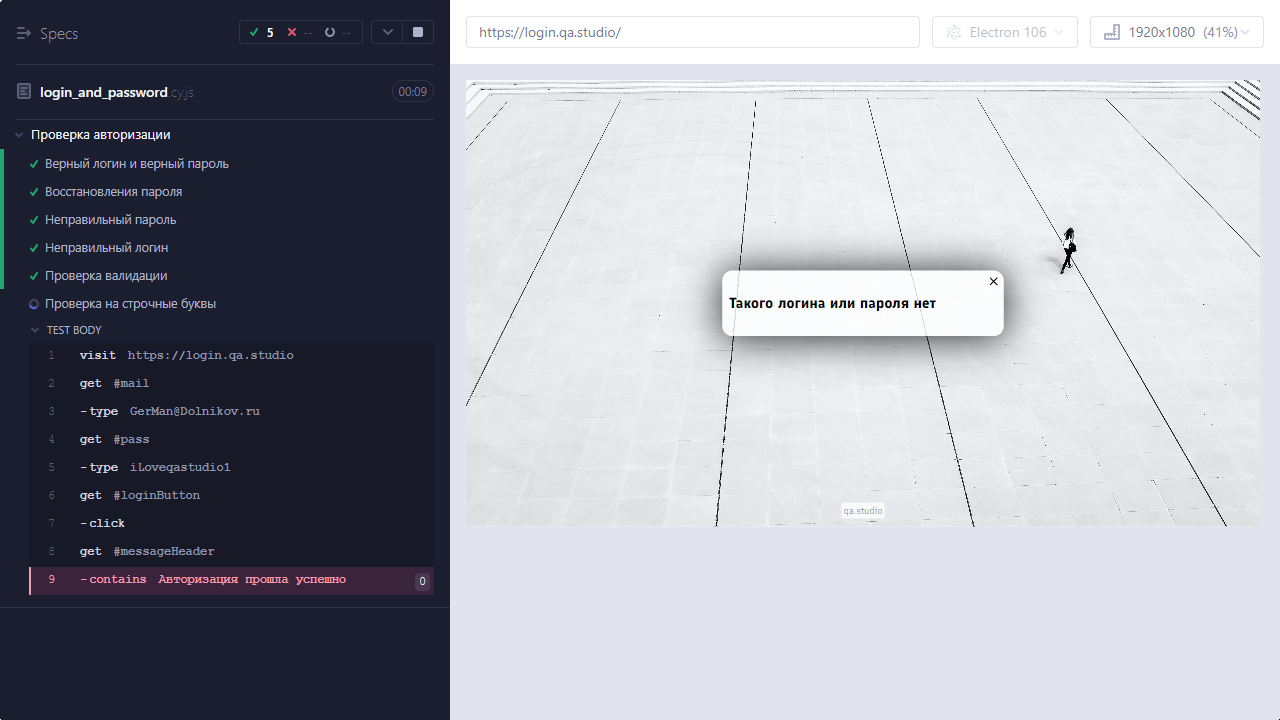 Specs
5 -- --
login_and_password.cy.js 00:09
Проверка авторизации
Верный логин и верный пароль
Восстановления пароля
Неправильный пароль
Неправильный логин
Проверка валидации
Проверка на строчные буквы
TEST BODY
1 visit https://login.qa.studio
2 get #mail
3 -type GerMan@Dolnikov.ru
4 get #pass
5 -type iLoveqastudio1
6 get #loginButton
7 -click
8 get #messageHeader
9 -contains Авторизация прошла успешно 0
https://login.qa.studio/
Electron 106
1920x1080 (41%)
Такого логина или пароля нет
qa.studio